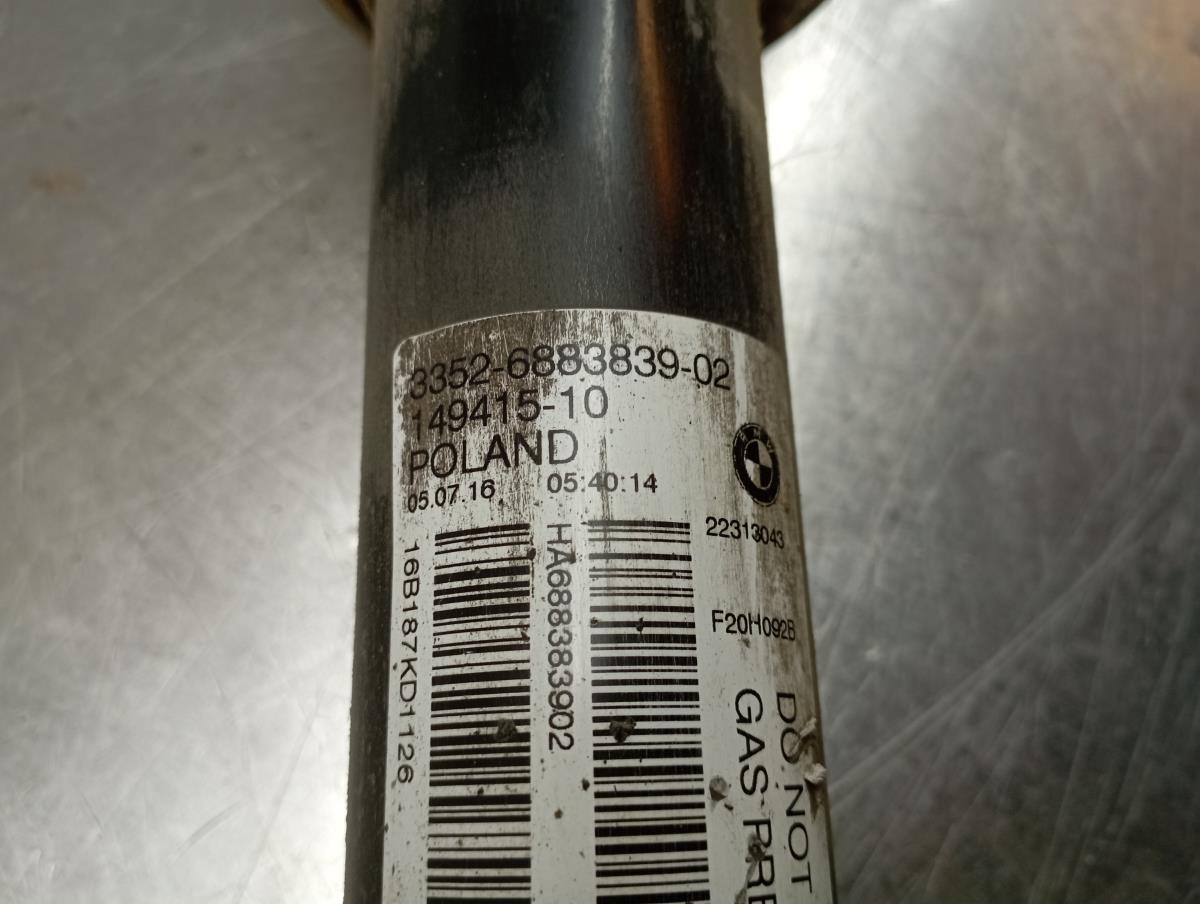 3352-6883839-02
149415-10
POLAND
05.07.16 05:40:14
22313043
F20H092B
16B187KD1126
HA688383902
DO NOT
GAS PRE